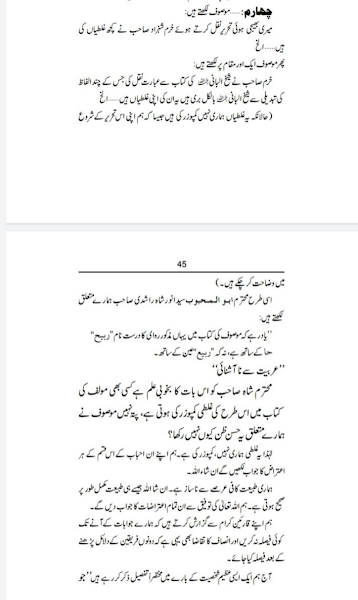 چہارم:..... موصوف لکھتے ہیں:
میری بھیجی ہوئی تحریر نقل کرتے ہوئے خرم شہزاد صاحب نے کچھ غلطیاں کی
ہیں.....الخ
پھر موصوف ایک اور مقام پر لکھتے ہیں:
خرم صاحب نے شیخ البانی رحمہ اللہ کی کتاب سے عبارت نقل کی جس کے چند الفاظ
کی تبدیلی سے شیخ البانی رحمہ اللہ بالکل بری ہیں یہ ان کی اپنی غلطیاں ہیں.....الخ
(حالانکہ یہ غلطیاں ہماری نہیں کمپوزر کی ہیں جیسا کہ ہم اپنی اس تحریر کے شروع
45
میں وضاحت کر چکے ہیں۔)
اسی طرح محترم ابو المحبوب سید انور شاہ راشدی صاحب ہمارے متعلق
لکھتے ہیں:
''یاد رہے کہ موصوف کی کتاب میں یہاں مذکور راوی کا درست نام ''ربیح''
حا کے ساتھ ہے، نہ کہ ''ربیع'' عین کے ساتھ۔
''عربیت سے نا آشنائی''
محترم شاہ صاحب کو اس بات کا بخوبی علم ہے کسی بھی مولف کی
کتاب میں اس طرح کی غلطی کمپوزر کی ہوتی ہے، پتہ نہیں موصوف نے
ہمارے متعلق یہ حسن ظن کیوں نہیں رکھا؟
لہٰذا یہ غلطی ہماری نہیں، کمپوزر کی ہے۔ ہم اپنے ان احباب کے اس قسم کے ہر
اعتراض کا جواب لکھیں گے ان شاء اللہ۔
ہماری طبیعت کافی عرصے سے ناساز ہے۔ ان شاء اللہ جیسے ہی طبیعت مکمل طور پر
صحیح ہوتی ہے۔ ہم اللہ تعالیٰ کی توفیق سے ان تمام اعتراضات کا جواب دیں گے۔
ہم اپنے قارئین کرام سے گزارش کرتے ہیں کہ ہمارے جوابات کے آنے تک
کوئی فیصلہ نہ کریں اور انصاف کا تقاضا بھی یہی ہے کہ دونوں فریقین کے دلائل پڑھنے
کے بعد فیصلہ کیا جائے۔
آج ہم ایک ایسی عظیم شخصیت کے بارے میں مختصراً تفصیل ذکر کر رہے ہیں ''جو